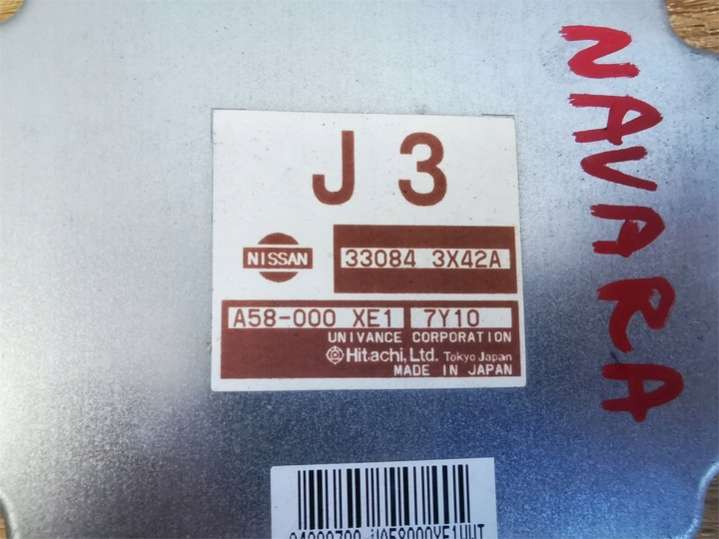 J 3
NISSAN
33084 3X42A
A58-000 XE1 7Y10
UNIVANCE CORPORATION
Hitachi, Ltd. Tokyo Japan
MADE IN JAPAN
NAVARA